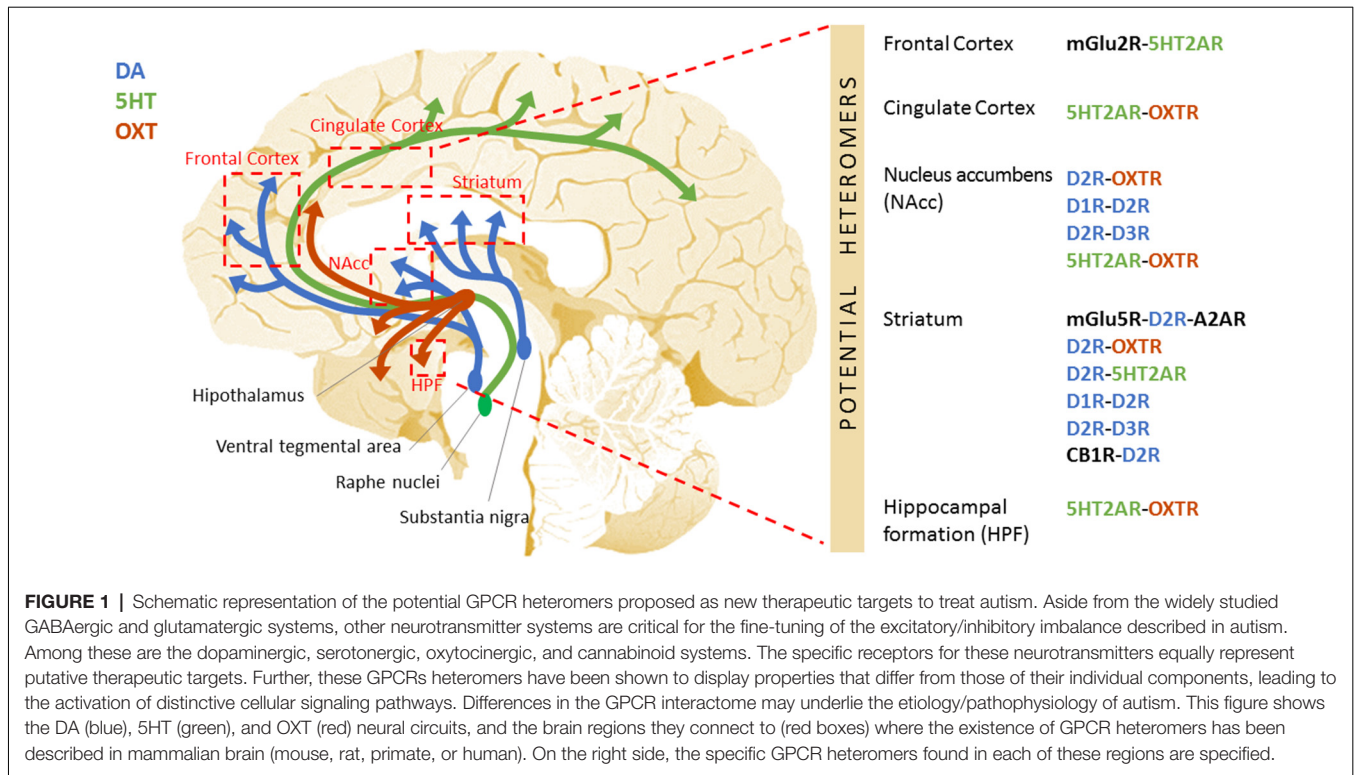 DA
5HT
OXT
Cingulate Cortex
Frontal Cortex
Striatum
NAcc
HPF
Hipothalamus
Ventral tegmental area
Raphe nuclei
Substantia nigra
POTENTIAL HETEROMERS
Frontal Cortex mGlu2R-5HT2AR
Cingulate Cortex 5HT2AR-OXTR
Nucleus accumbens D2R-OXTR
(NAcc) D1R-D2R
D2R-D3R
5HT2AR-OXTR
Striatum mGlu5R-D2R-A2AR
D2R-OXTR
D2R-5HT2AR
D1R-D2R
D2R-D3R
CB1R-D2R
Hippocampal 5HT2AR-OXTR
formation (HPF)
FIGURE 1 | Schematic representation of the potential GPCR heteromers proposed as new therapeutic targets to treat autism. Aside from the widely studied
GABAergic and glutamatergic systems, other neurotransmitter systems are critical for the fine-tuning of the excitatory/inhibitory imbalance described in autism.
Among these are the dopaminergic, serotonergic, oxytocinergic, and cannabinoid systems. The specific receptors for these neurotransmitters equally represent
putative therapeutic targets. Further, these GPCRs heteromers have been shown to display properties that differ from those of their individual components, leading to
the activation of distinctive cellular signaling pathways. Differences in the GPCR interactome may underlie the etiology/pathophysiology of autism. This figure shows
the DA (blue), 5HT (green), and OXT (red) neural circuits, and the brain regions they connect to (red boxes) where the existence of GPCR heteromers has been
described in mammalian brain (mouse, rat, primate, or human). On the right side, the specific GPCR heteromers found in each of these regions are specified.